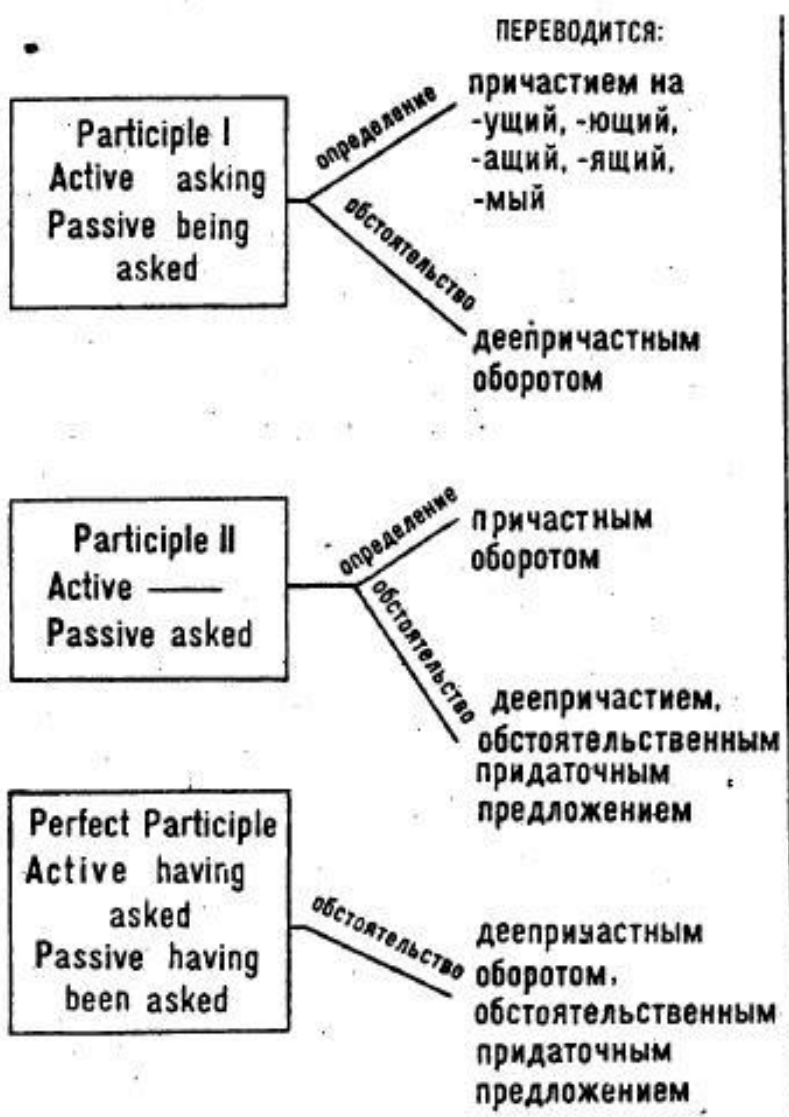 ПЕРЕВОДИТСЯ:
Participle I
Active asking
Passive being
asked
определение
причастием на
-ущий, -ющий,
-ащий, -ящий,
-мый
обстоятельство
деепричастным
оборотом
Participle II
Active —
Passive asked
определение
причастным
оборотом
обстоятельство
деепричастием,
обстоятельственным
придаточным
предложением
Perfect Participle
Active having
asked
Passive having
been asked
обстоятельство
деепричастным
оборотом,
обстоятельственным
придаточным
предложением